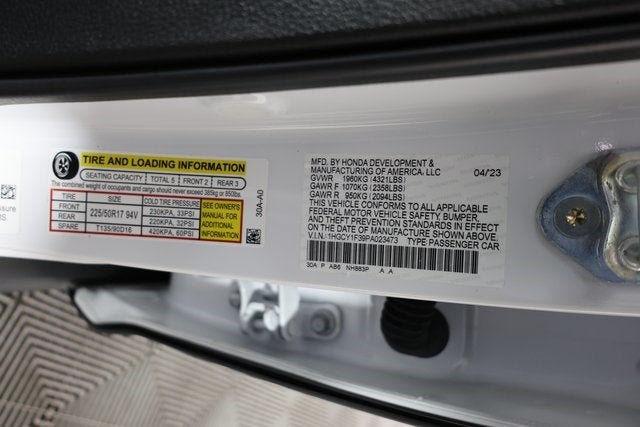 TIRE AND LOADING INFORMATION
SEATING CAPACITY TOTAL 5 FRONT 2 REAR 3
The combined weight of occupants and cargo should never exceed 385kg or 850lbs.
TIRE SIZE COLD TIRE PRESSURE
FRONT 225/50R17 94V 230KPA, 33PSI
REAR 220KPA, 32PSI
SPARE T135/90D16 420KPA, 60PSI
SEE OWNER'S
MANUAL FOR
ADDITIONAL
INFORMATION
30A-A0
MFD. BY HONDA DEVELOPMENT &
MANUFACTURING OF AMERICA, LLC 04/23
GVWR 1960KG (4321LBS)
GAWR F 1070KG (2358LBS)
GAWR R 950KG (2094LBS)
THIS VEHICLE CONFORMS TO ALL APPLICABLE
FEDERAL MOTOR VEHICLE SAFETY, BUMPER,
AND THEFT PREVENTION STANDARDS IN EFFECT
ON THE DATE OF MANUFACTURE SHOWN ABOVE.
V.I.N.: 1HGCY1F39PA023473 TYPE PASSENGER CAR
30A P AB6 NH883P A A